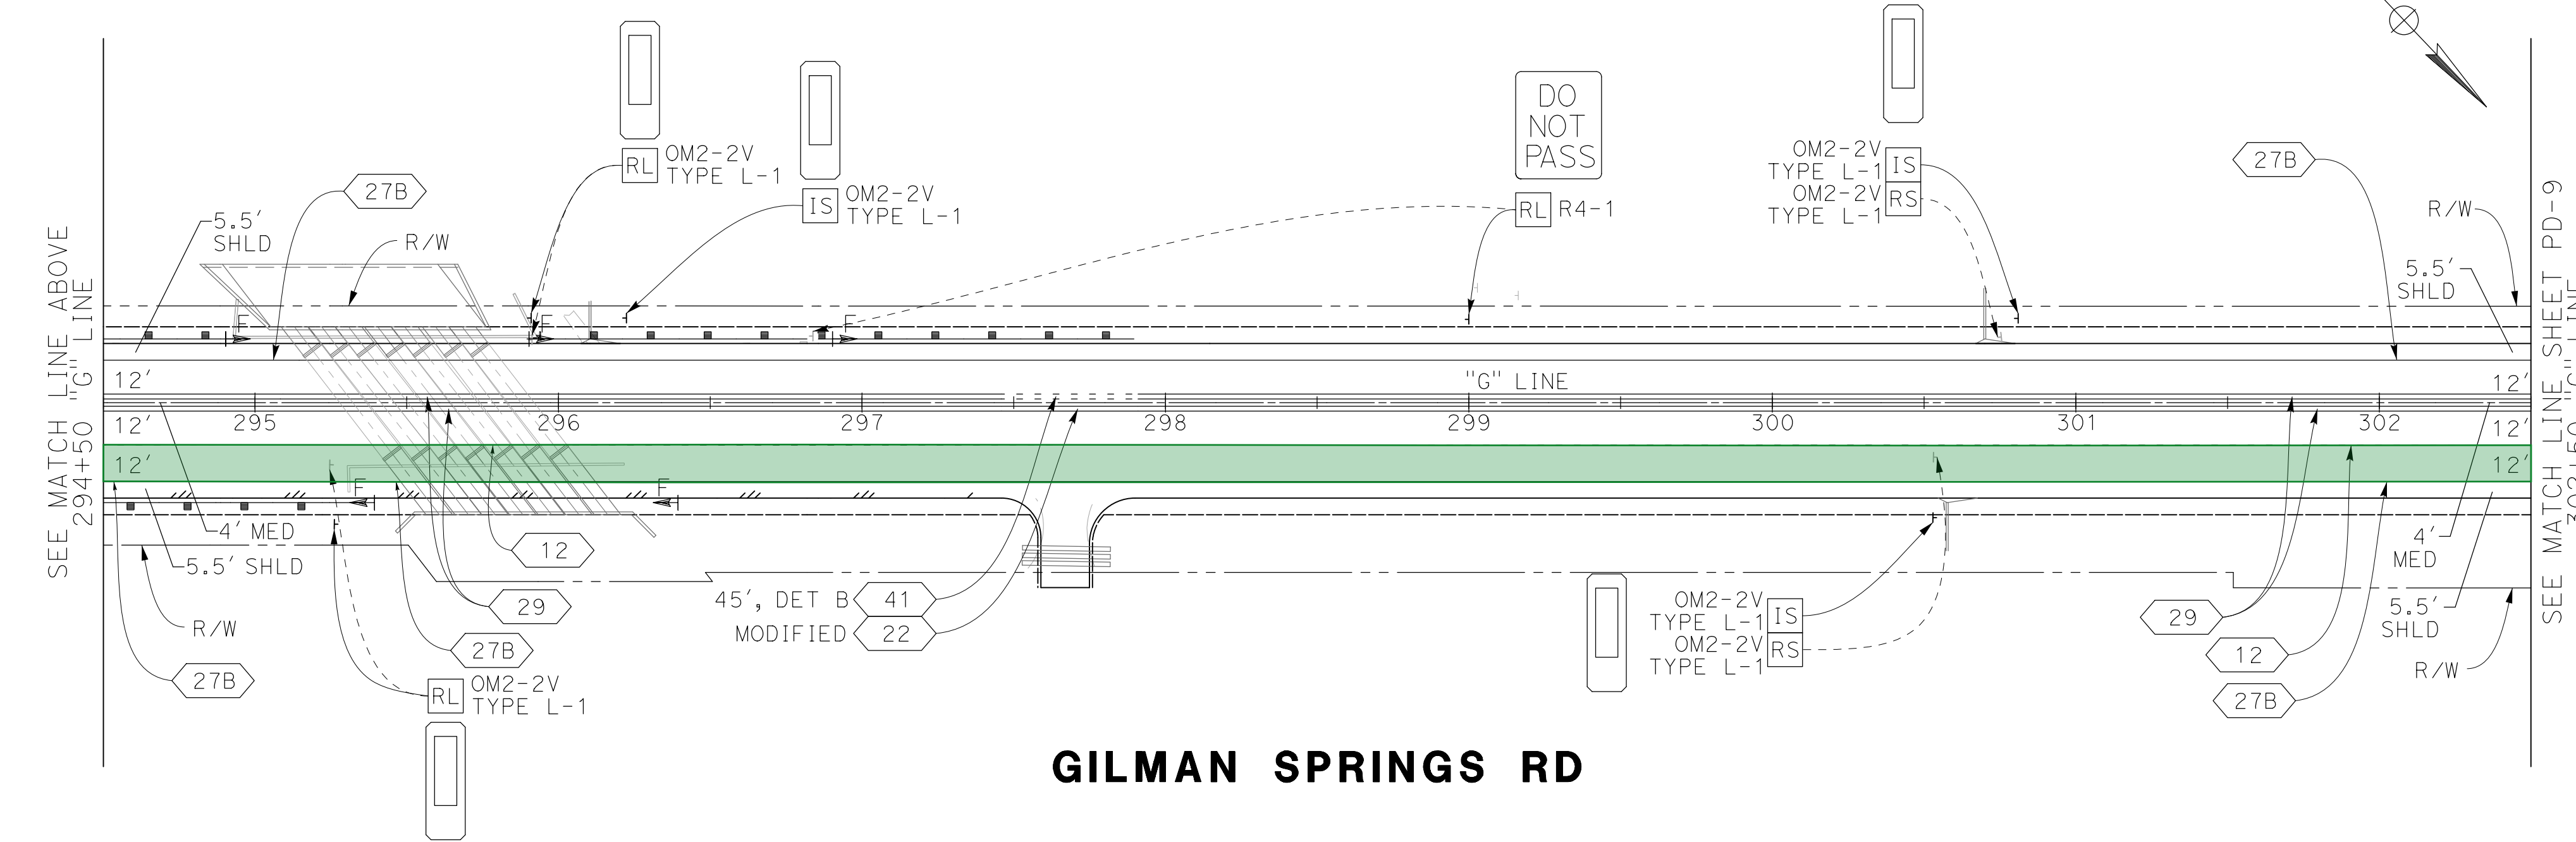 SEE MATCH LINE ABOVE
294+50 "G" LINE
5.5'
SHLD
27B
R/W
RL
OM2-2V
TYPE L-1
IS
OM2-2V
TYPE L-1
DO
NOT
PASS
RL R4-1
OM2-2V
TYPE L-1
IS
OM2-2V
TYPE L-1
RS
27B
R/W
5.5'
SHLD
F
F
F
12'
"G" LINE
12'
12'
295
296
297
298
299
300
301
302
12'
12'
12'
F
F
4' MED
5.5' SHLD
R/W
27B
12
29
27B
RL
OM2-2V
TYPE L-1
45', DET B 41
MODIFIED 22
OM2-2V
TYPE L-1
IS
OM2-2V
TYPE L-1
RS
4'
MED
29
5.5'
SHLD
12
R/W
27B
SEE MATCH LINE SHEET PD-9
GILMAN SPRINGS RD